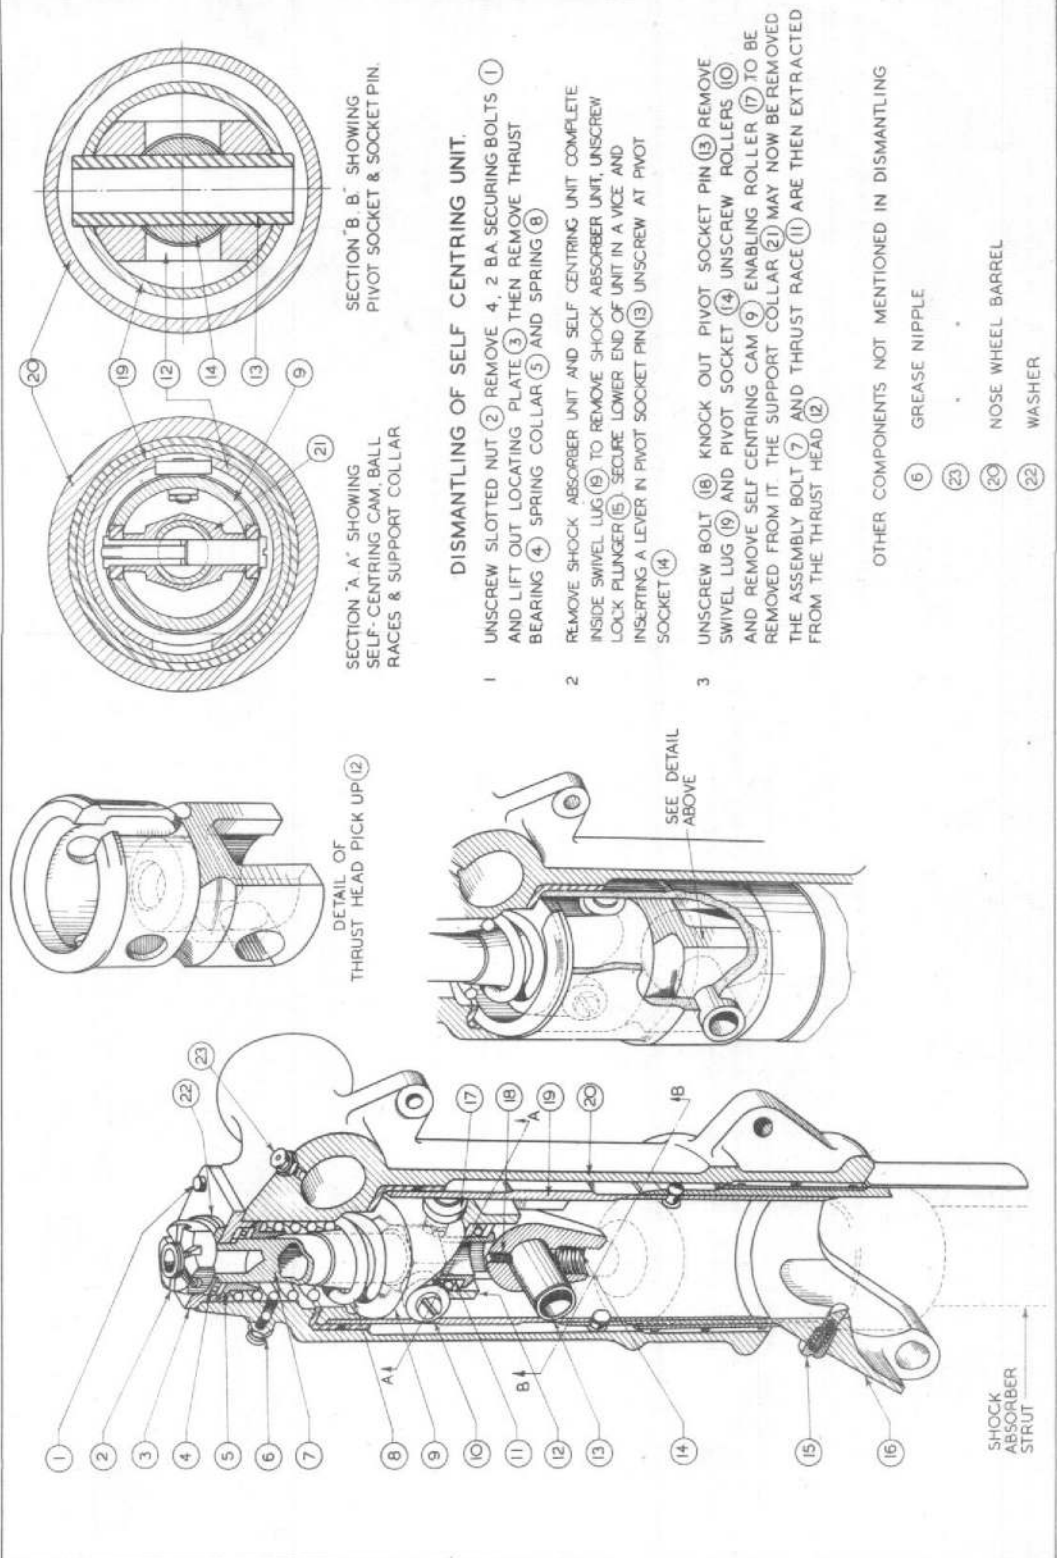 SECTION "A.A" SHOWING
SELF-CENTRING CAM, BALL
RACES & SUPPORT COLLAR
SECTION "B.B." SHOWING
PIVOT SOCKET & SOCKET PIN.
20
19
12
14
13
9
21
DETAIL OF
THRUST HEAD PICK UP 12
SEE DETAIL
ABOVE
DISMANTLING OF SELF CENTRING UNIT.
1 UNSCREW SLOTTED NUT 2 REMOVE 4, 2 B.A. SECURING BOLTS 1
AND LIFT OUT LOCATING PLATE 3 THEN REMOVE THRUST
BEARING 4 SPRING COLLAR 5 AND SPRING 8
2 REMOVE SHOCK ABSORBER UNIT AND SELF CENTRING UNIT COMPLETE
INSIDE SWIVEL LUG 19 TO REMOVE SHOCK ABSORBER UNIT, UNSCREW
LOCK PLUNGER 15 SECURE LOWER END OF UNIT IN A VICE AND
INSERTING A LEVER IN PIVOT SOCKET PIN 13 UNSCREW AT PIVOT
SOCKET 14
3 UNSCREW BOLT 18 KNOCK OUT PIVOT SOCKET PIN 13 REMOVE
SWIVEL LUG 19 AND PIVOT SOCKET 14 UNSCREW ROLLERS 10
AND REMOVE SELF CENTRING CAM 9 ENABLING ROLLER 17 TO BE
REMOVED FROM IT. THE SUPPORT COLLAR 21 MAY NOW BE REMOVED
THE ASSEMBLY BOLT 7 AND THRUST RACE 11 ARE THEN EXTRACTED
FROM THE THRUST HEAD 12
OTHER COMPONENTS NOT MENTIONED IN DISMANTLING
6 GREASE NIPPLE
23 " "
20 NOSE WHEEL BARREL
22 WASHER
1
2
3
4
5
6
7
8
9
10
11
12
13
14
15
16
22
23
17
18
19
20
A
A
B
B
SHOCK
ABSORBER
STRUT